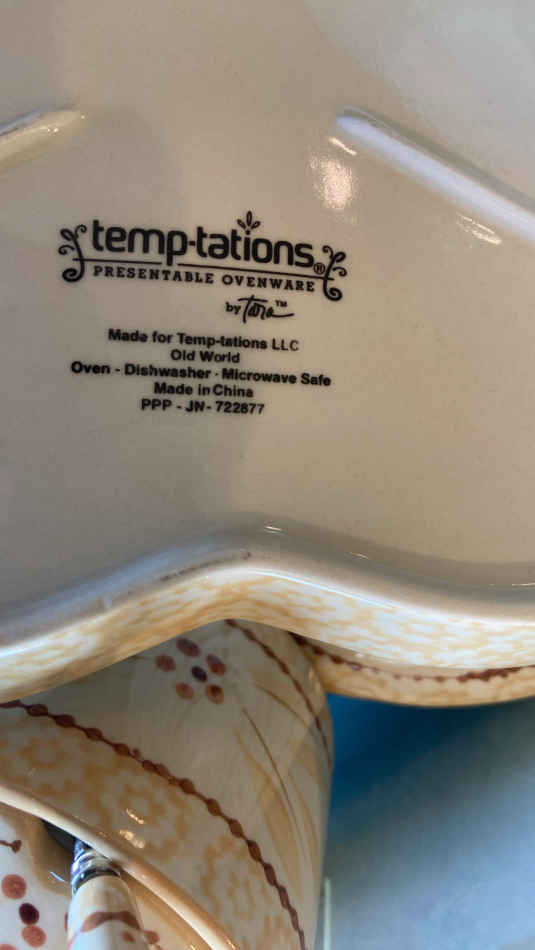 temp-tations®
PRESENTABLE OVENWARE
by Tara™
Made for Temp-tations LLC
Old World
Oven - Dishwasher - Microwave Safe
Made in China
PPP - JN - 722877